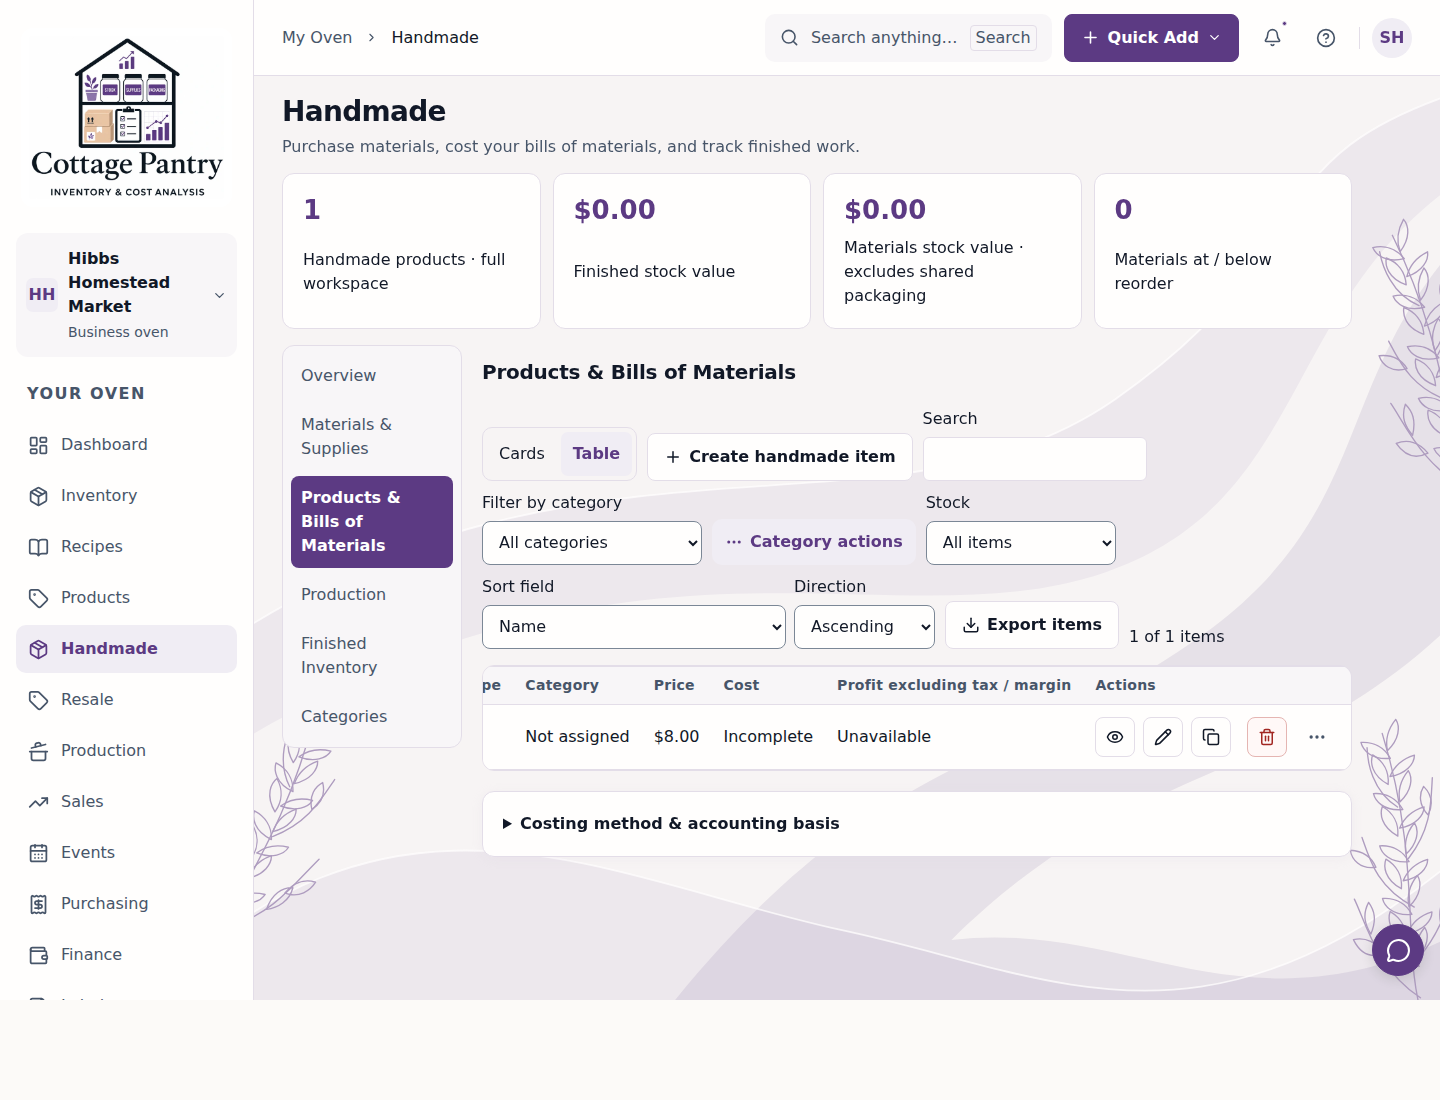 Cottage Pantry
INVENTORY & COST ANALYSIS
HH
Hibbs
Homestead
Market
Business oven
YOUR OVEN
Dashboard
Inventory
Recipes
Products
Handmade
Resale
Production
Sales
Events
Purchasing
Finance
My Oven
Handmade
Search anything...
Search
Quick Add
SH
Handmade
Purchase materials, cost your bills of materials, and track finished work.
1
Handmade products · full
workspace
$0.00
Finished stock value
$0.00
Materials stock value ·
excludes shared
packaging
0
Materials at / below
reorder
Overview
Materials &
Supplies
Products &
Bills of
Materials
Production
Finished
Inventory
Categories
Products & Bills of Materials
Cards
Table
Create handmade item
Search
Filter by category
All categories
Category actions
Stock
All items
Sort field
Name
Direction
Ascending
Export items
1 of 1 items
pe Category Price Cost Profit excluding tax / margin Actions
Not assigned $8.00 Incomplete Unavailable
Costing method & accounting basis